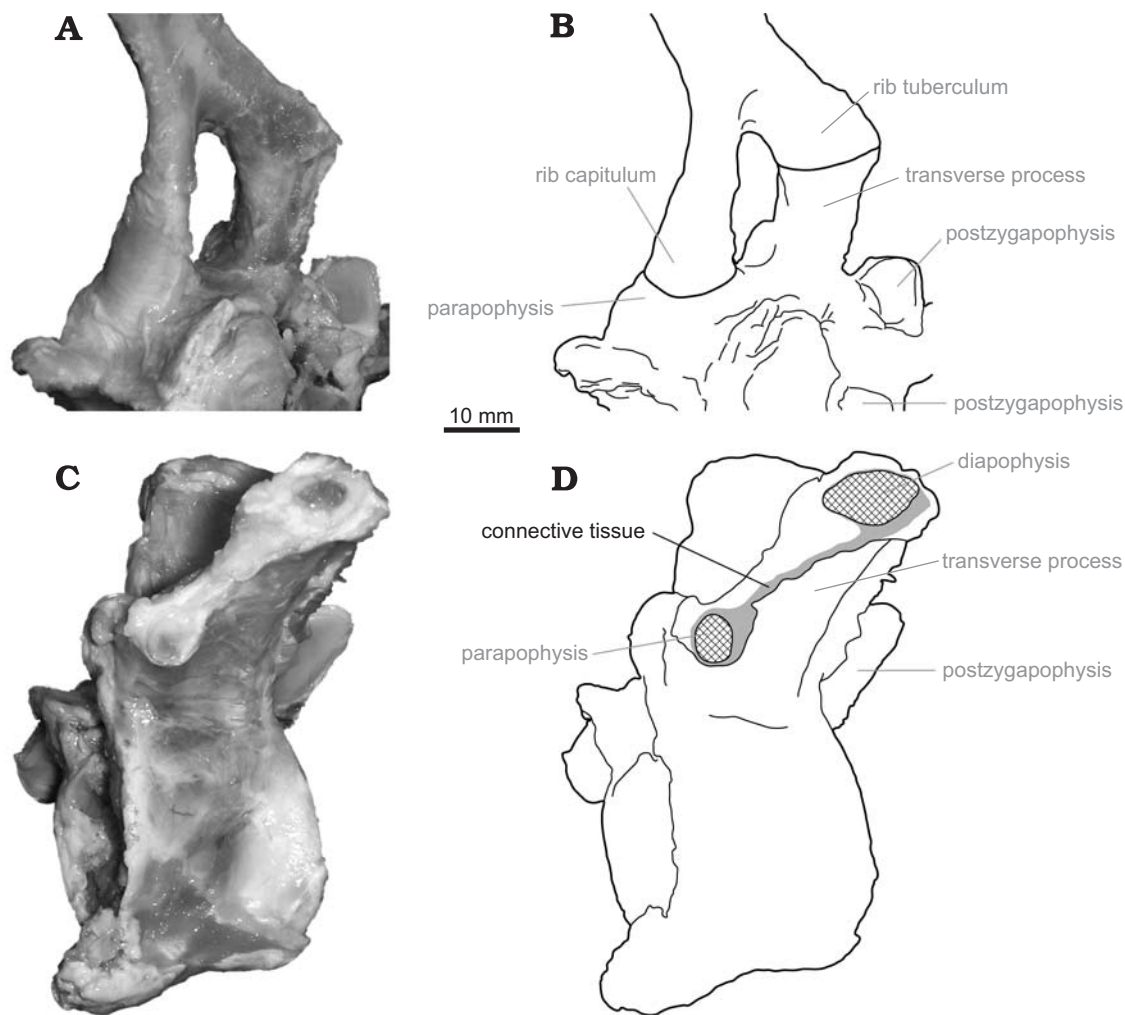 A
B
rib tuberculum
rib capitulum
transverse process
postzygapophysis
parapophysis
10 mm
postzygapophysis
C
D
diapophysis
connective tissue
transverse process
parapophysis
postzygapophysis